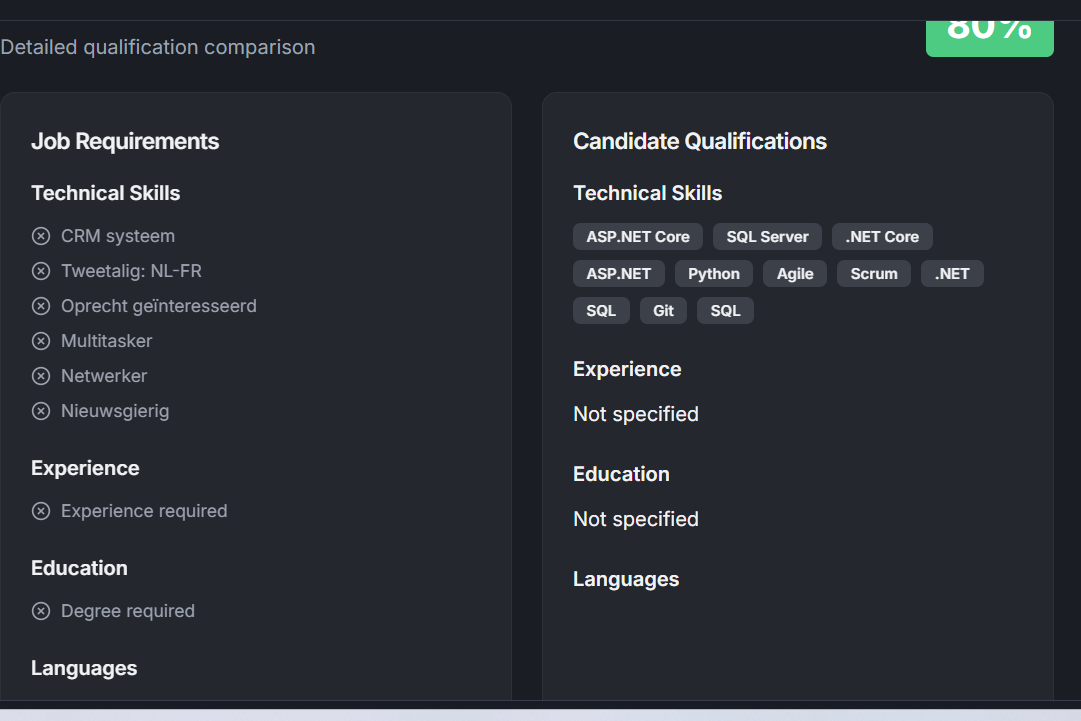 80%
Detailed qualification comparison
Job Requirements
Technical Skills
CRM systeem
Tweetalig: NL-FR
Oprecht geïnteresseerd
Multitasker
Netwerker
Nieuwsgierig
Experience
Experience required
Education
Degree required
Languages
Candidate Qualifications
Technical Skills
ASP.NET Core SQL Server .NET Core
ASP.NET Python Agile Scrum .NET
SQL Git SQL
Experience
Not specified
Education
Not specified
Languages